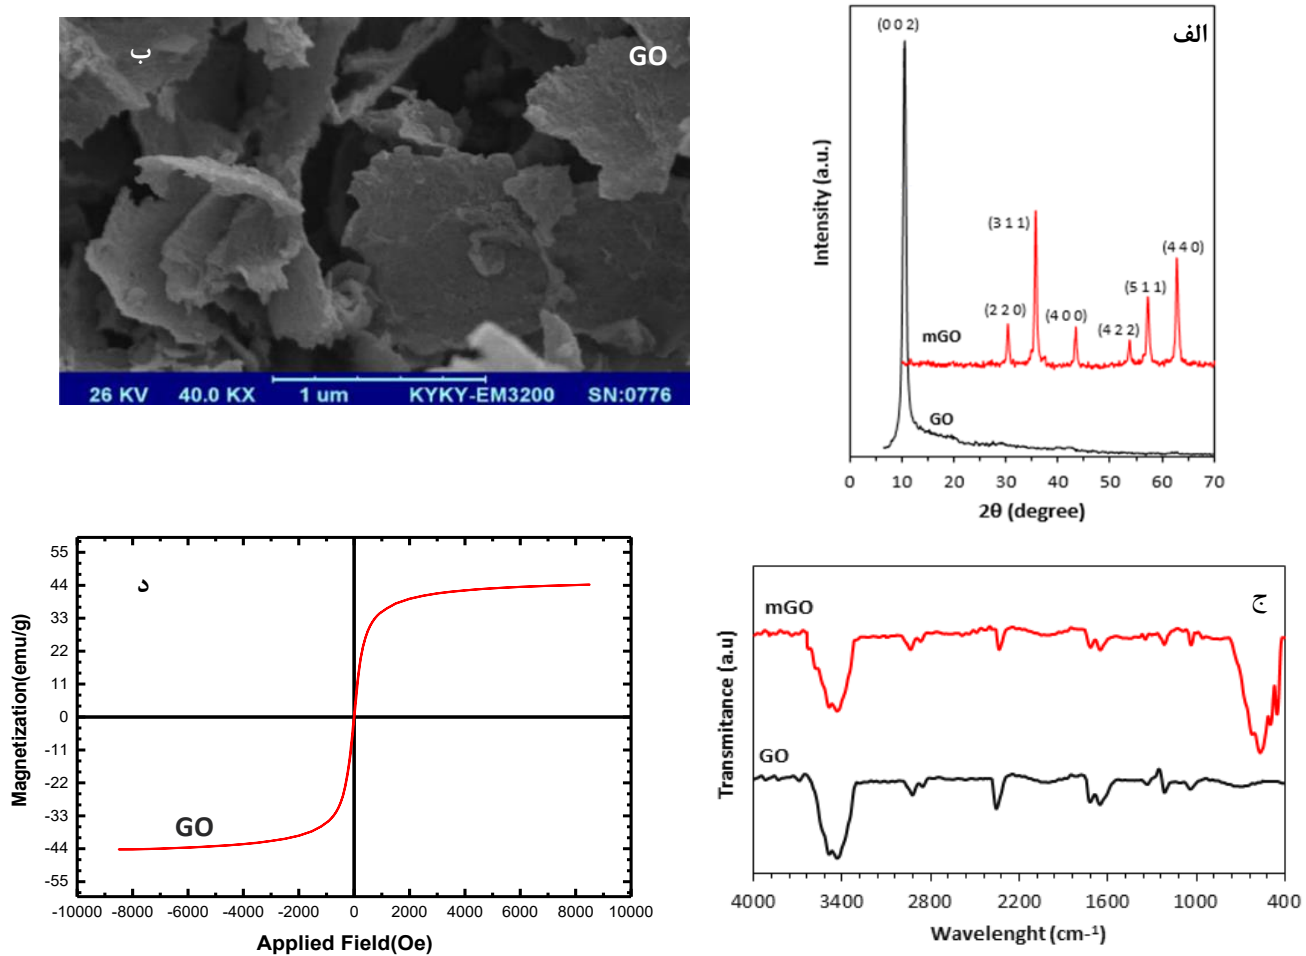 ب
GO
26 KV 40.0 KX 1 um KYKY-EM3200 SN:0776
الف
(0 0 2)
(3 1 1)
(4 4 0)
(5 1 1)
(2 2 0)
(4 0 0)
(4 2 2)
mGO
GO
Intensity (a.u.)
0 10 20 30 40 50 60 70
2θ (degree)
د
55
44
33
22
11
0
-11
-22
-33
-44
-55
GO
Magnetization(emu/g)
-10000 -8000 -6000 -4000 -2000 0 2000 4000 6000 8000 10000
Applied Field(Oe)
ج
mGO
GO
Transmitance (a.u)
4000 3400 2800 2200 1600 1000 400
Wavelenght (cm-¹)